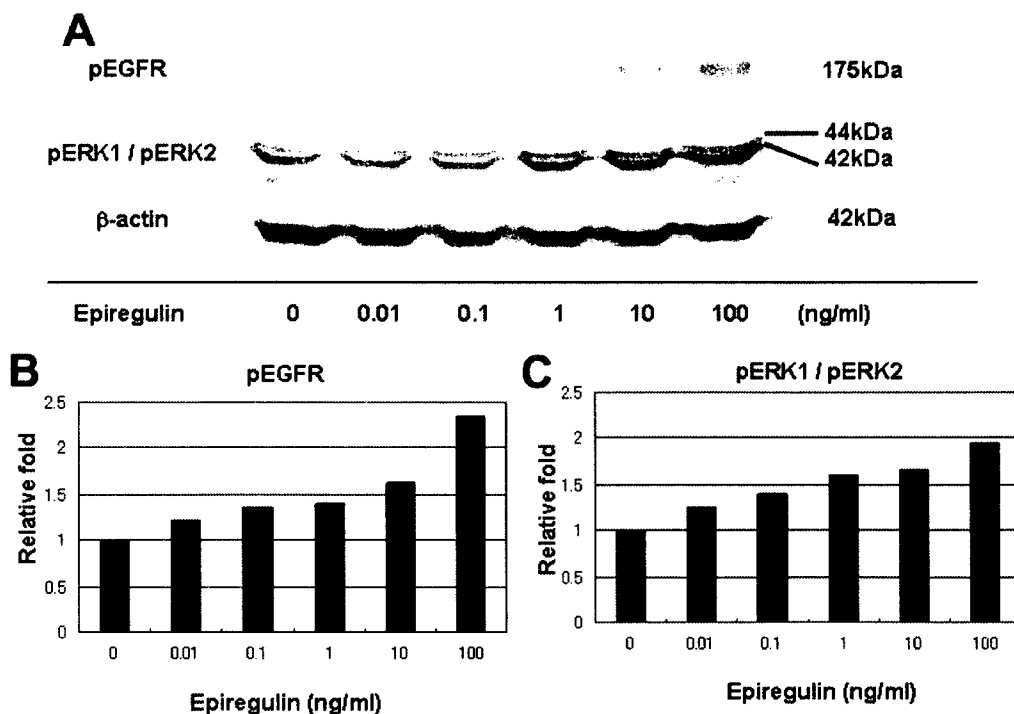 A
pEGFR 175kDa
44kDa
pERK1 / pERK2 42kDa
β-actin 42kDa
Epiregulin 0 0.01 0.1 1 10 100 (ng/ml)
B
pEGFR
Relative fold
2.5
2
1.5
1
0.5
0
0 0.01 0.1 1 10 100
Epiregulin (ng/ml)
C
pERK1 / pERK2
Relative fold
2.5
2
1.5
1
0.5
0
0 0.01 0.1 1 10 100
Epiregulin (ng/ml)